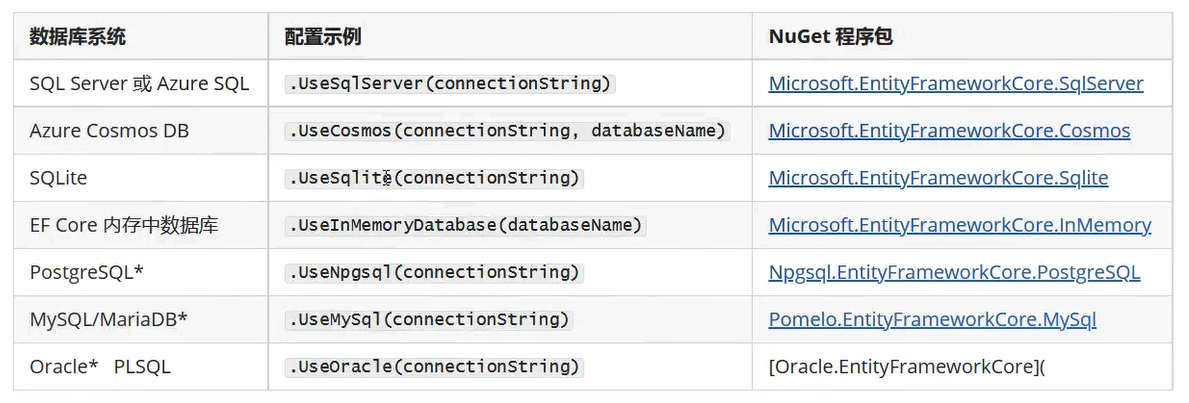 数据库系统 配置示例 NuGet 程序包
SQL Server 或 Azure SQL .UseSqlServer(connectionString) Microsoft.EntityFrameworkCore.SqlServer
Azure Cosmos DB .UseCosmos(connectionString, databaseName) Microsoft.EntityFrameworkCore.Cosmos
SQLite .UseSqlite(connectionString) Microsoft.EntityFrameworkCore.Sqlite
EF Core 内存中数据库 .UseInMemoryDatabase(databaseName) Microsoft.EntityFrameworkCore.InMemory
PostgreSQL* .UseNpgsql(connectionString) Npgsql.EntityFrameworkCore.PostgreSQL
MySQL/MariaDB* .UseMySql(connectionString) Pomelo.EntityFrameworkCore.MySql
Oracle* PLSQL .UseOracle(connectionString) [Oracle.EntityFrameworkCore](